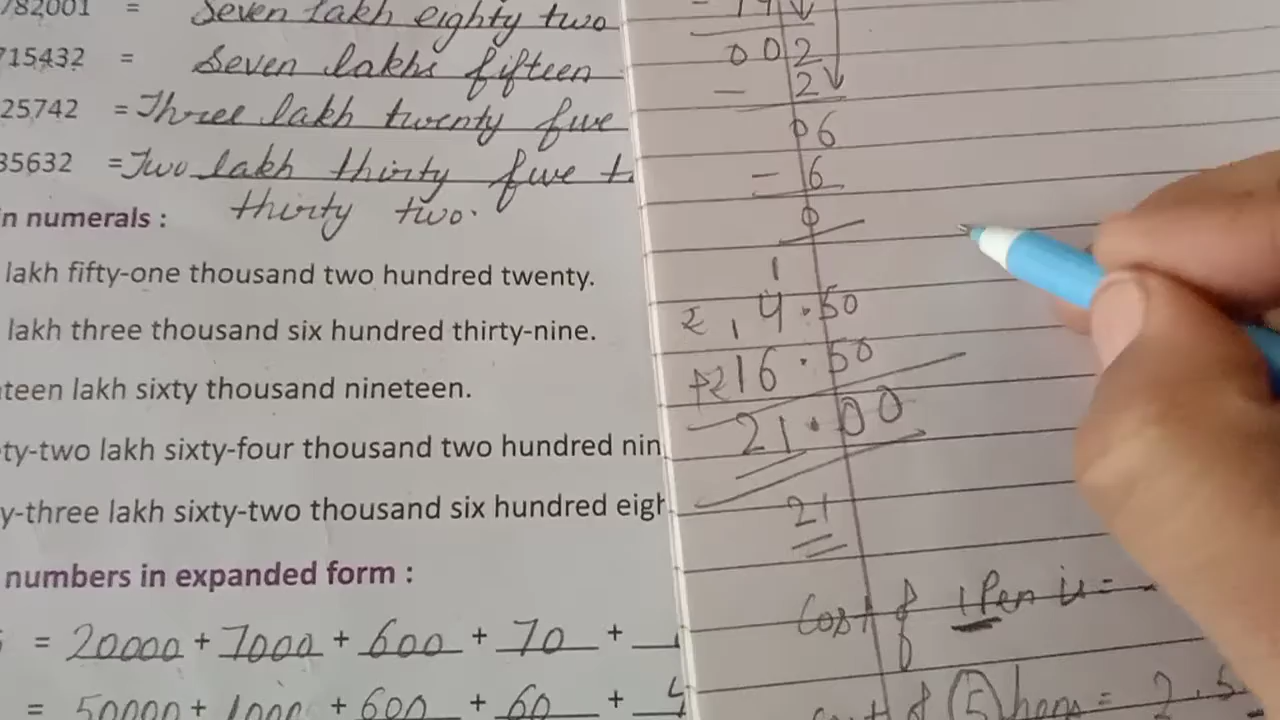 782001 = Seven lakh eighty two
715432 = Seven lakhs fifteen
25742 = Three lakh twenty five
35632 = Two lakh thirty five
thirty two.
in numerals :
lakh fifty-one thousand two hundred twenty.
lakh three thousand six hundred thirty-nine.
teen lakh sixty thousand nineteen.
ty-two lakh sixty-four thousand two hundred nin
y-three lakh sixty-two thousand six hundred eigh
numbers in expanded form :
= 20000 + 7000 + 600 + 70 +
= 50000 + 1000 + 600 + 60 + 4
- 14
002
- 2
06
- 6
0
1
₹ 4.50
+₹16.50
21.00
21
Cost of 1 Pen is =
Cost of 5 = 2.5